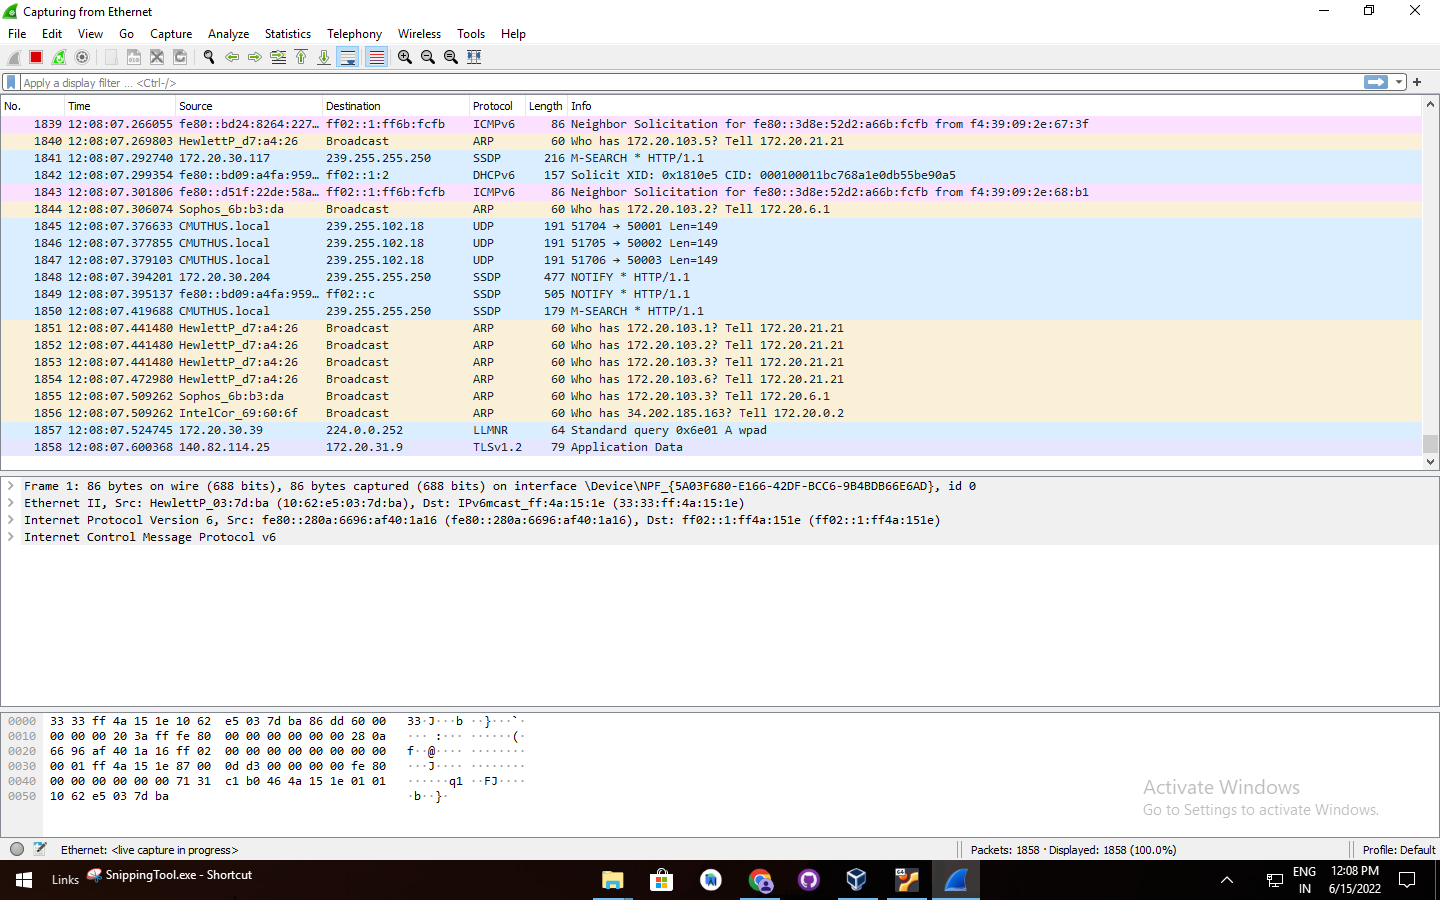 Capturing from Ethernet
File Edit View Go Capture Analyze Statistics Telephony Wireless Tools Help
Apply a display filter ... <Ctrl-/>
No. Time Source Destination Protocol Length Info
1839 12:08:07.266055 fe80::bd24:8264:227… ff02::1:ff6b:fcfb ICMPv6 86 Neighbor Solicitation for fe80::3d8e:52d2:a66b:fcfb from f4:39:09:2e:67:3f
1840 12:08:07.269803 HewlettP_d7:a4:26 Broadcast ARP 60 Who has 172.20.103.5? Tell 172.20.21.21
1841 12:08:07.292740 172.20.30.117 239.255.255.250 SSDP 216 M-SEARCH * HTTP/1.1
1842 12:08:07.299354 fe80::bd09:a4fa:959… ff02::1:2 DHCPv6 157 Solicit XID: 0x1810e5 CID: 000100011bc768a1e0db55be90a5
1843 12:08:07.301806 fe80::d51f:22de:58a… ff02::1:ff6b:fcfb ICMPv6 86 Neighbor Solicitation for fe80::3d8e:52d2:a66b:fcfb from f4:39:09:2e:68:b1
1844 12:08:07.306074 Sophos_6b:b3:da Broadcast ARP 60 Who has 172.20.103.2? Tell 172.20.6.1
1845 12:08:07.376633 CMUTHUS.local 239.255.102.18 UDP 191 51704 → 50001 Len=149
1846 12:08:07.377855 CMUTHUS.local 239.255.102.18 UDP 191 51705 → 50002 Len=149
1847 12:08:07.379103 CMUTHUS.local 239.255.102.18 UDP 191 51706 → 50003 Len=149
1848 12:08:07.394201 172.20.30.204 239.255.255.250 SSDP 477 NOTIFY * HTTP/1.1
1849 12:08:07.395137 fe80::bd09:a4fa:959… ff02::c SSDP 505 NOTIFY * HTTP/1.1
1850 12:08:07.419688 CMUTHUS.local 239.255.255.250 SSDP 179 M-SEARCH * HTTP/1.1
1851 12:08:07.441480 HewlettP_d7:a4:26 Broadcast ARP 60 Who has 172.20.103.1? Tell 172.20.21.21
1852 12:08:07.441480 HewlettP_d7:a4:26 Broadcast ARP 60 Who has 172.20.103.2? Tell 172.20.21.21
1853 12:08:07.441480 HewlettP_d7:a4:26 Broadcast ARP 60 Who has 172.20.103.3? Tell 172.20.21.21
1854 12:08:07.472980 HewlettP_d7:a4:26 Broadcast ARP 60 Who has 172.20.103.6? Tell 172.20.21.21
1855 12:08:07.509262 Sophos_6b:b3:da Broadcast ARP 60 Who has 172.20.103.3? Tell 172.20.6.1
1856 12:08:07.509262 IntelCor_69:60:6f Broadcast ARP 60 Who has 34.202.185.163? Tell 172.20.0.2
1857 12:08:07.524745 172.20.30.39 224.0.0.252 LLMNR 64 Standard query 0x6e01 A wpad
1858 12:08:07.600368 140.82.114.25 172.20.31.9 TLSv1.2 79 Application Data
Frame 1: 86 bytes on wire (688 bits), 86 bytes captured (688 bits) on interface \Device\NPF_{5A03F680-E166-42DF-BCC6-9B4BDB66E6AD}, id 0
Ethernet II, Src: HewlettP_03:7d:ba (10:62:e5:03:7d:ba), Dst: IPv6mcast_ff:4a:15:1e (33:33:ff:4a:15:1e)
Internet Protocol Version 6, Src: fe80::280a:6696:af40:1a16 (fe80::280a:6696:af40:1a16), Dst: ff02::1:ff4a:151e (ff02::1:ff4a:151e)
Internet Control Message Protocol v6
0000 33 33 ff 4a 15 1e 10 62 e5 03 7d ba 86 dd 60 00 33·J···b ··}···`·
0010 00 00 00 20 3a ff fe 80 00 00 00 00 00 00 28 0a ··· :··· ······(·
0020 66 96 af 40 1a 16 ff 02 00 00 00 00 00 00 00 00 f··@···· ········
0030 00 01 ff 4a 15 1e 87 00 0d d3 00 00 00 00 fe 80 ···J···· ········
0040 00 00 00 00 00 00 71 31 c1 b0 46 4a 15 1e 01 01 ······q1 ··FJ····
0050 10 62 e5 03 7d ba ·b··}·
Activate Windows
Go to Settings to activate Windows.
Ethernet: <live capture in progress> Packets: 1858 · Displayed: 1858 (100.0%) Profile: Default
Links SnippingTool.exe - Shortcut
ENG 12:08 PM
IN 6/15/2022